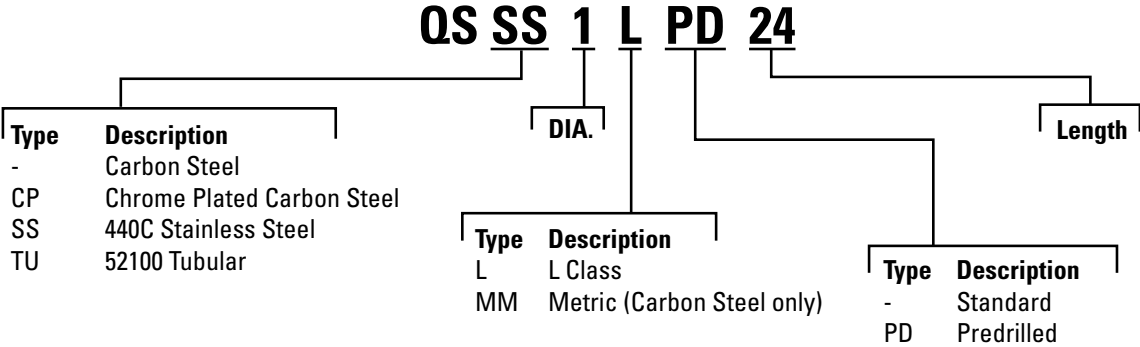 QS SS 1 L PD 24
Type Description
- Carbon Steel
CP Chrome Plated Carbon Steel
SS 440C Stainless Steel
TU 52100 Tubular
DIA.
Type Description
L L Class
MM Metric (Carbon Steel only)
Length
Type Description
- Standard
PD Predrilled